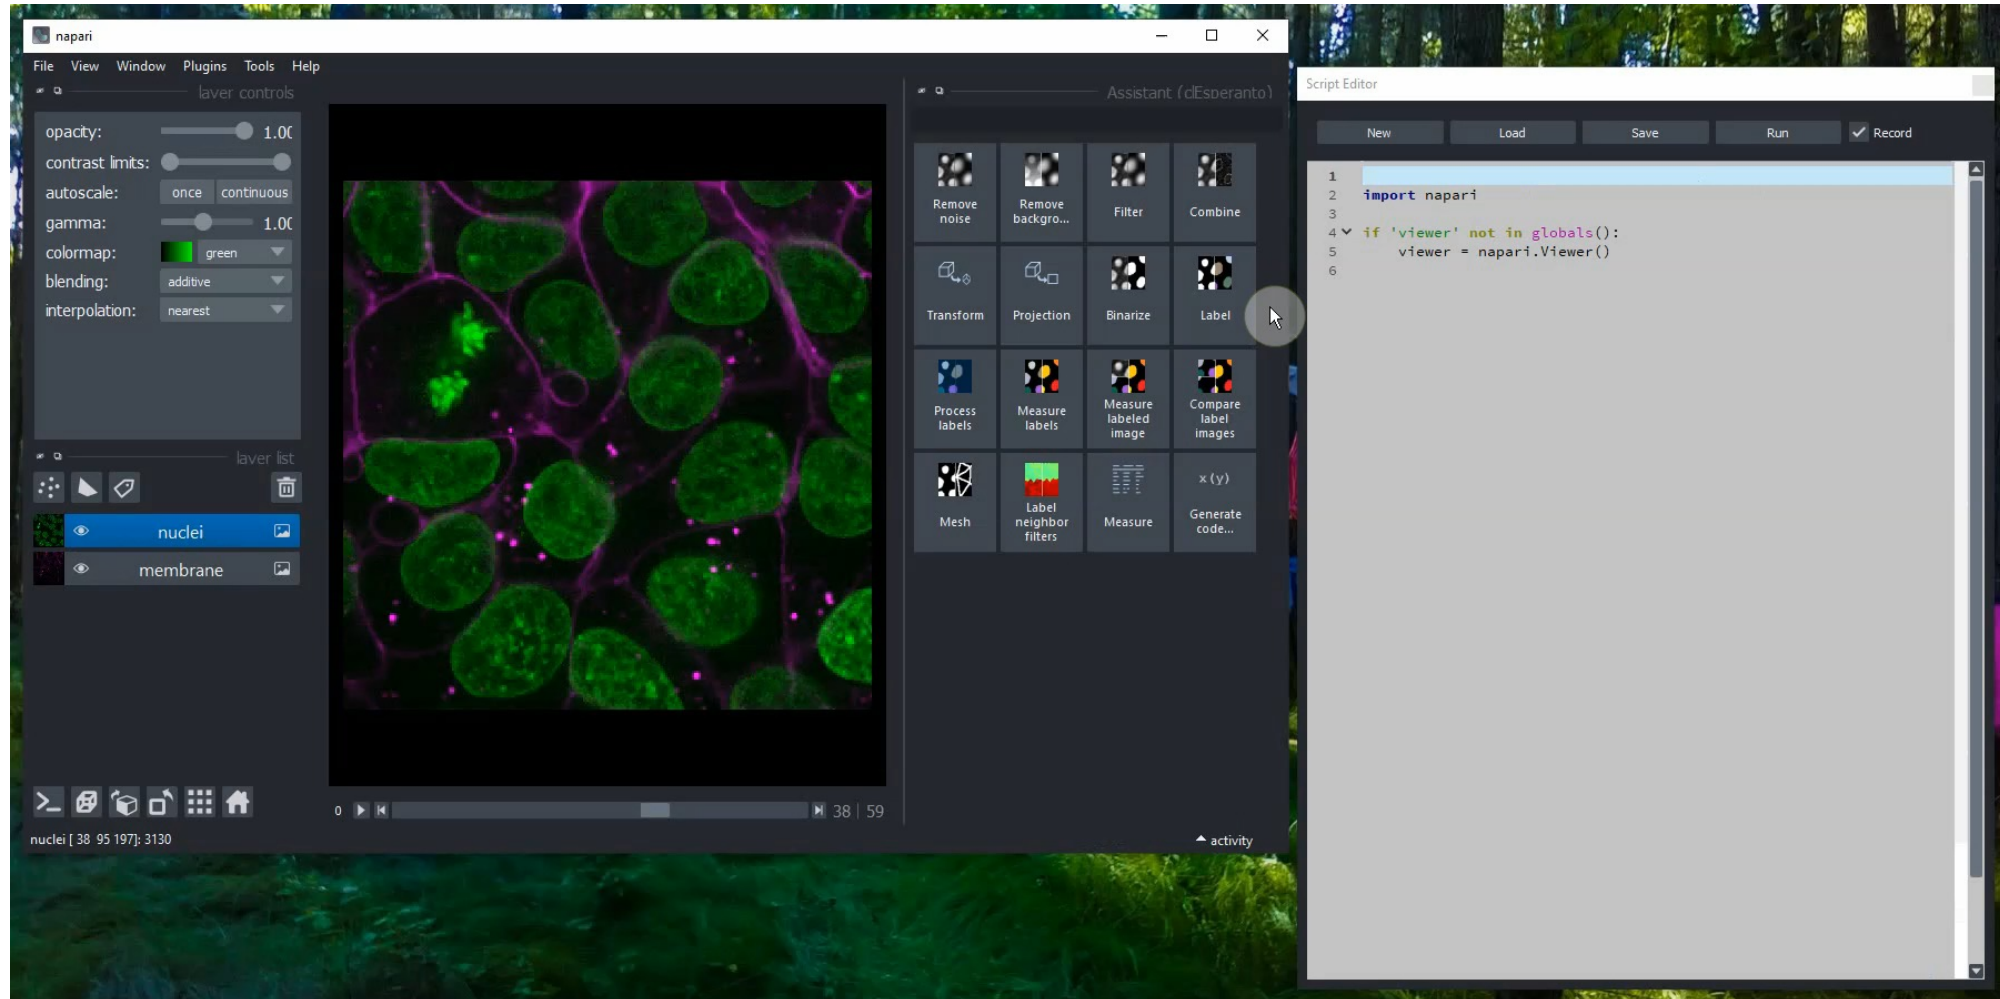 napari
File View Window Plugins Tools Help
layer controls
opacity: 1.00
contrast limits:
autoscale: once continuous
gamma: 1.00
colormap: green
blending: additive
interpolation: nearest
layer list
nuclei
membrane
0 38 | 59
nuclei [ 38 95 197]: 3130
activity
Assistant (clEsperanto)
Remove noise
Remove backgro...
Filter
Combine
Transform
Projection
Binarize
Label
Process labels
Measure labels
Measure labeled image
Compare label images
Mesh
Label neighbor filters
Measure
x (y)
Generate code...
Script Editor
New Load Save Run Record
1
2 import napari
3
4 if 'viewer' not in globals():
5 viewer = napari.Viewer()
6